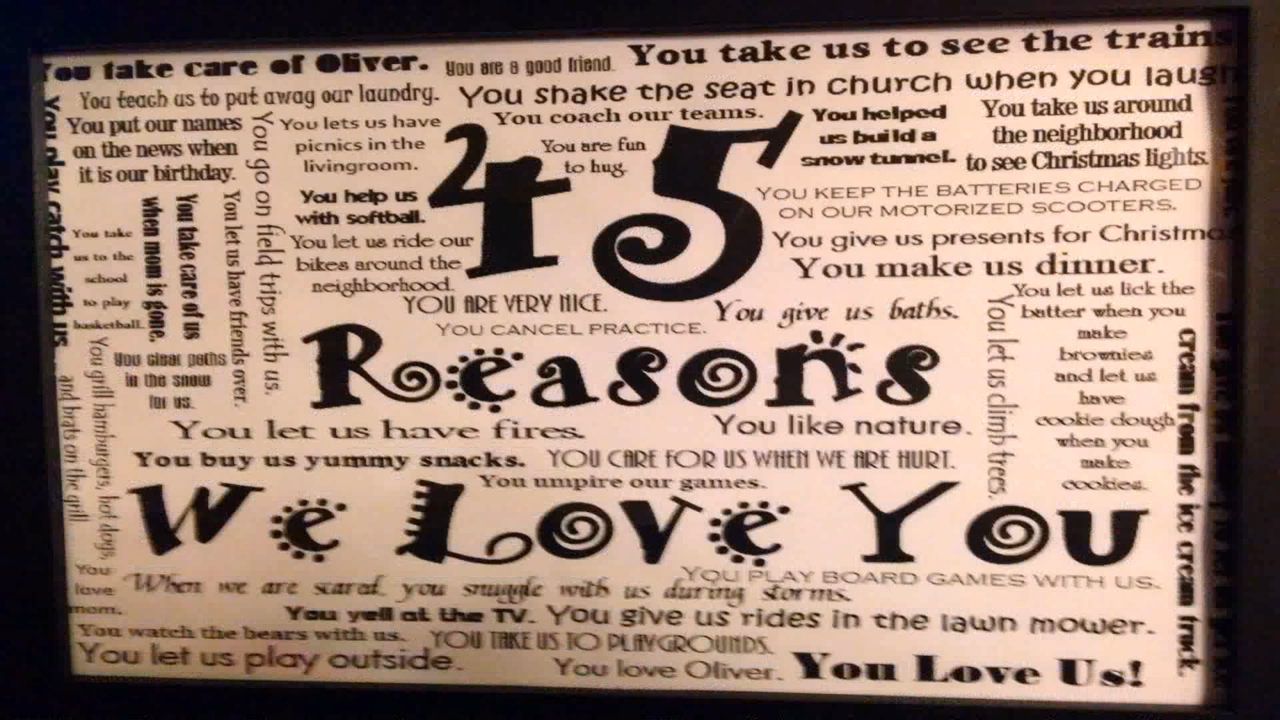 You take care of Oliver.
You are a good friend.
You take us to see the trains
You teach us to put away our laundry.
You shake the seat in church when you laugh
You put our names
on the news when
it is our birthday.
You lets us have
picnics in the
livingroom.
You coach our teams.
You are fun
to hug.
You helped
us build a
snow tunnel.
You take us around
the neighborhood
to see Christmas lights.
45
You help us
with softball.
YOU KEEP THE BATTERIES CHARGED
ON OUR MOTORIZED SCOOTERS.
You let us ride our
bikes around the
neighborhood.
You give us presents for Christma
You make us dinner.
You play catch with us.
You take
us to the
school
to play
basketball.
when mom is gone.
You take care of us
You let us have friends over.
You go on field trips with us.
YOU ARE VERY NICE.
You give us baths.
YOU CANCEL PRACTICE.
Reasons
You let us climb trees.
You let us lick the
batter when you
make
brownies
and let us
have
cookie dough
when you
make
cookies.
cream from the ice cream truck.
You clear paths
in the snow
for us.
You grill hamburgers, hot dogs,
and brats on the grill.
You let us have fires.
You like nature.
You buy us yummy snacks.
YOU CARE FOR US WHEN WE ARE HURT.
You umpire our games.
We Love You
You
love
mom.
YOU PLAY BOARD GAMES WITH US.
When we are scared you snuggle with us during storms.
You yell at the TV.
You give us rides in the lawn mower.
You watch the bears with us.
YOU TAKE US TO PLAYGROUNDS.
You let us play outside.
You love Oliver.
You Love Us!